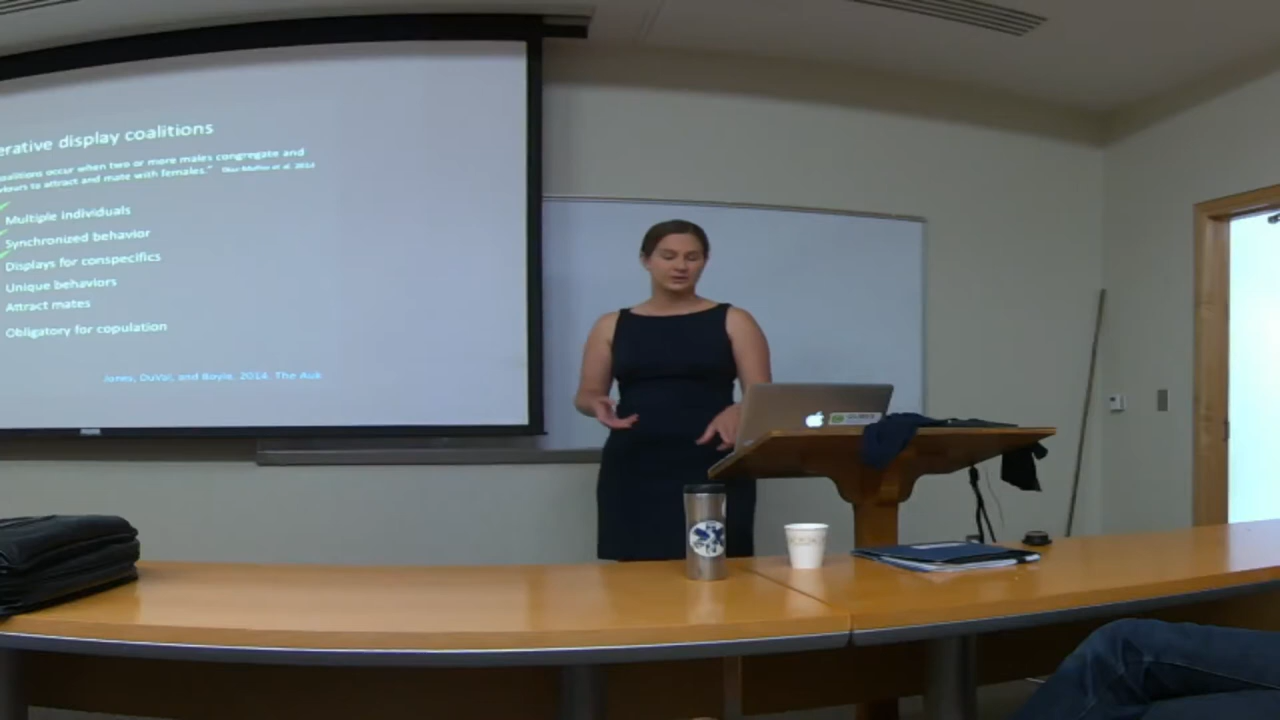 erative display coalitions
coalitions occur when two or more males congregate and
viours to attract and mate with females."
Multiple individuals
Synchronized behavior
Displays for conspecifics
Unique behaviors
Attract mates
Obligatory for copulation
Jones, DuVal, and Boyle, 2014. The Auk